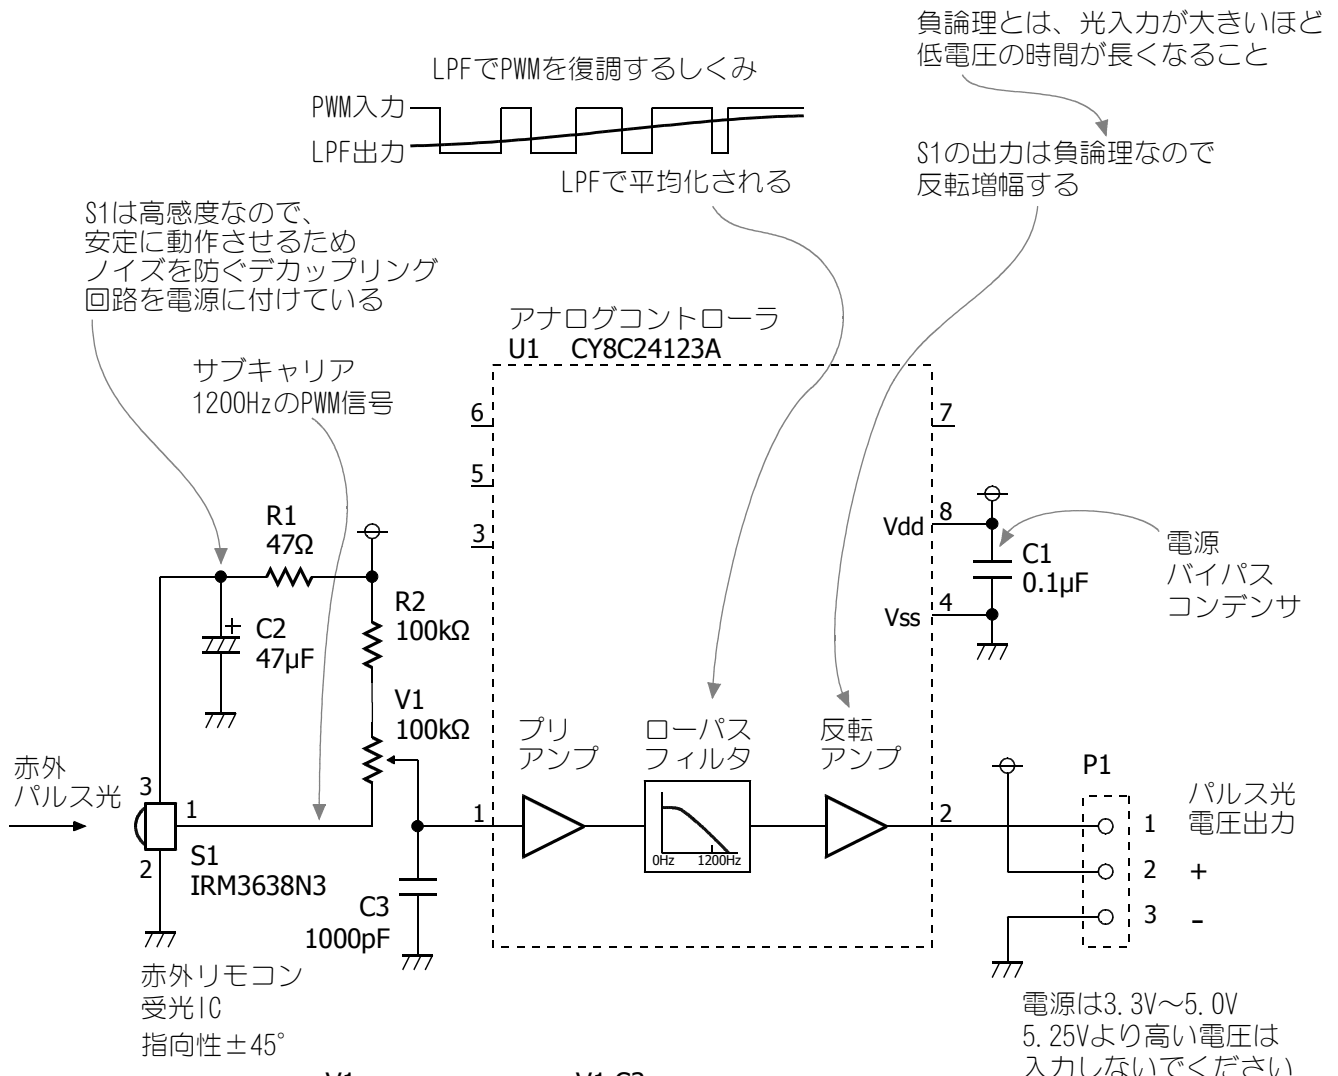 負論理とは、光入力が大きいほど
低電圧の時間が長くなること
LPFでPWMを復調するしくみ
PWM入力
LPF出力
LPFで平均化される
S1の出力は負論理なので
反転増幅する
S1は高感度なので、
安定に動作させるため
ノイズを防ぐデカップリング
回路を電源に付けている
サブキャリア
1200HzのPWM信号
アナログコントローラ
U1 CY8C24123A
6
5
3
7
Vdd
8
Vss
4
C1
0.1μF
電源
バイパス
コンデンサ
R1
47Ω
R2
100kΩ
+
C2
47μF
V1
100kΩ
プリ
アンプ
ローパス
フィルタ
反転
アンプ
0Hz 1200Hz
赤外
パルス光
3
1
2
S1
IRM3638N3
C3
1000pF
1
2
P1
パルス光
電圧出力
1
2 +
3 -
赤外リモコン
受光IC
指向性±45°
電源は3.3V～5.0V
5.25Vより高い電圧は
入力しないでください
V1
V1,C3